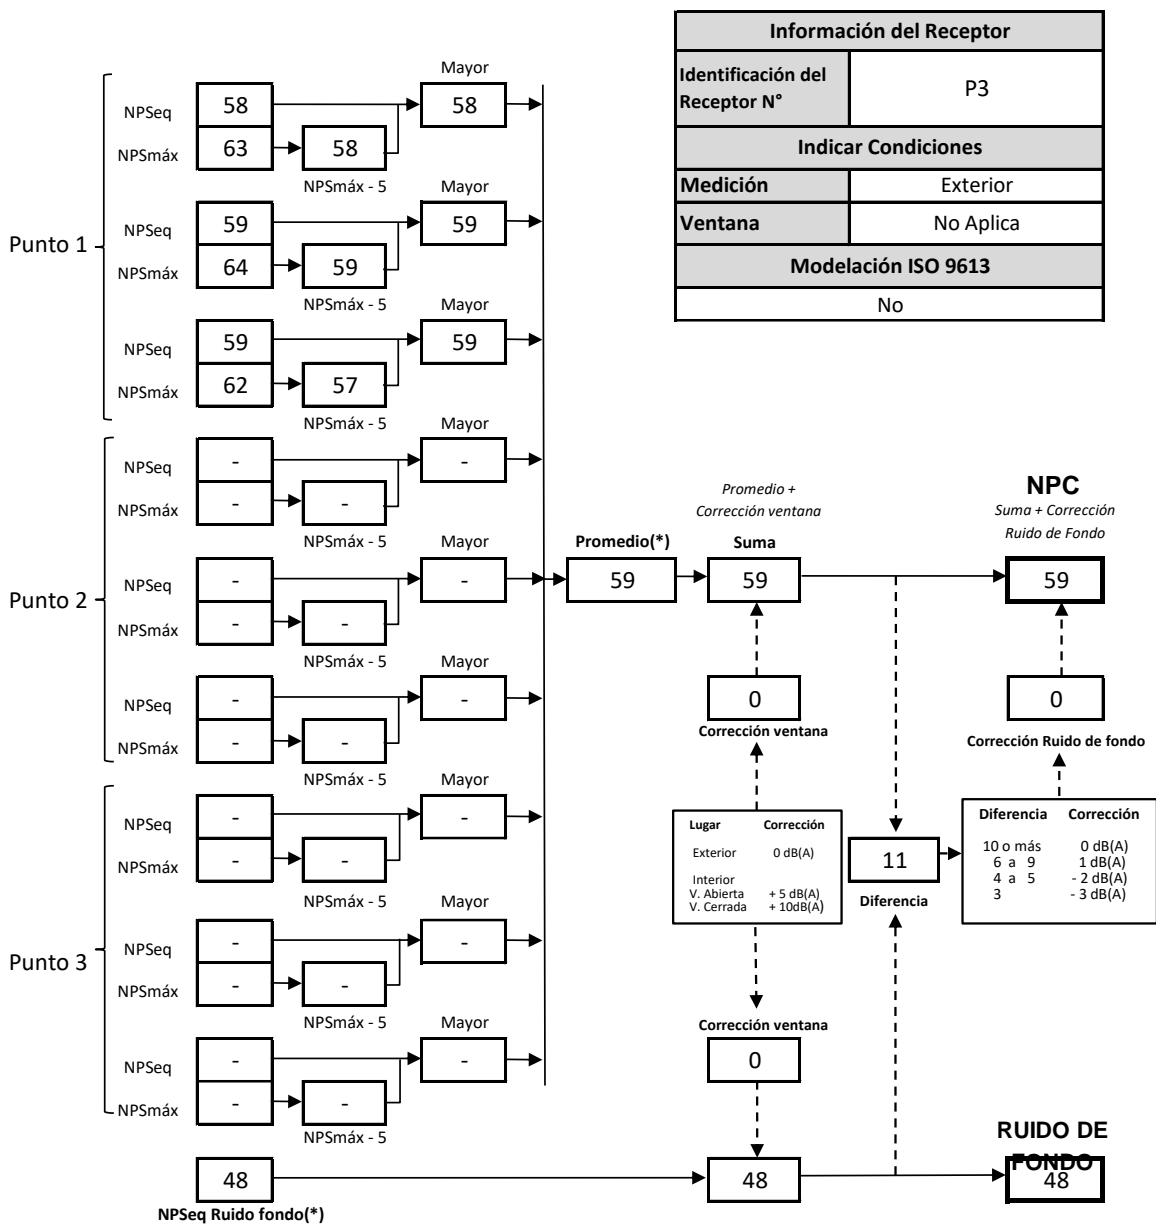 Información del Receptor
Identificación del
Receptor N°
P3
Indicar Condiciones
Medición Exterior
Ventana No Aplica
Modelación ISO 9613
No
Punto 1
Mayor
NPSeq 58 58
NPSmáx 63 58
NPSmáx - 5
Mayor
NPSeq 59 59
NPSmáx 64 59
NPSmáx - 5
Mayor
NPSeq 59 59
NPSmáx 62 57
NPSmáx - 5
Punto 2
Mayor
NPSeq - -
NPSmáx - -
NPSmáx - 5
Mayor
NPSeq - -
NPSmáx - -
NPSmáx - 5
Mayor
NPSeq - -
NPSmáx - -
NPSmáx - 5
Punto 3
Mayor
NPSeq - -
NPSmáx - -
NPSmáx - 5
Mayor
NPSeq - -
NPSmáx - -
NPSmáx - 5
Mayor
NPSeq - -
NPSmáx - -
NPSmáx - 5
48
NPSeq Ruido fondo(*)
Promedio(*)
59
Promedio +
Corrección ventana
Suma
59
0
Corrección ventana
Lugar Corrección
Exterior 0 dB(A)
Interior
V. Abierta + 5 dB(A)
V. Cerrada + 10dB(A)
Corrección ventana
0
48
11
Diferencia
NPC
Suma + Corrección
Ruido de Fondo
59
0
Corrección Ruido de fondo
Diferencia Corrección
10 o más 0 dB(A)
6 a 9 1 dB(A)
4 a 5 - 2 dB(A)
3 - 3 dB(A)
RUIDO DE
FONDO
48